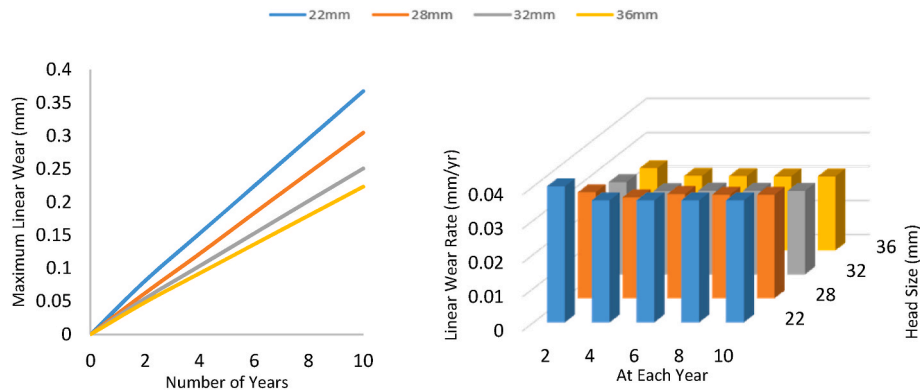 22mm 28mm 32mm 36mm
Maximum Linear Wear (mm)
0.4
0.35
0.3
0.25
0.2
0.15
0.1
0.05
0
0 2 4 6 8 10
Number of Years
Linear Wear Rate (mm/yr)
0.04
0.03
0.02
0.01
0
2 4 6 8 10
At Each Year
36
32
28
22
Head Size (mm)